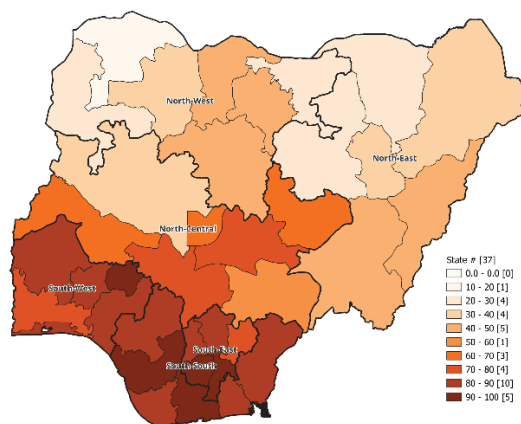 North-West
North-East
North-Central
South-West
South-East
South-South
State # [37]
0.0 - 0.0 [0]
10 - 20 [1]
20 - 30 [4]
30 - 40 [4]
40 - 50 [5]
50 - 60 [1]
60 - 70 [3]
70 - 80 [4]
80 - 90 [10]
90 - 100 [5]